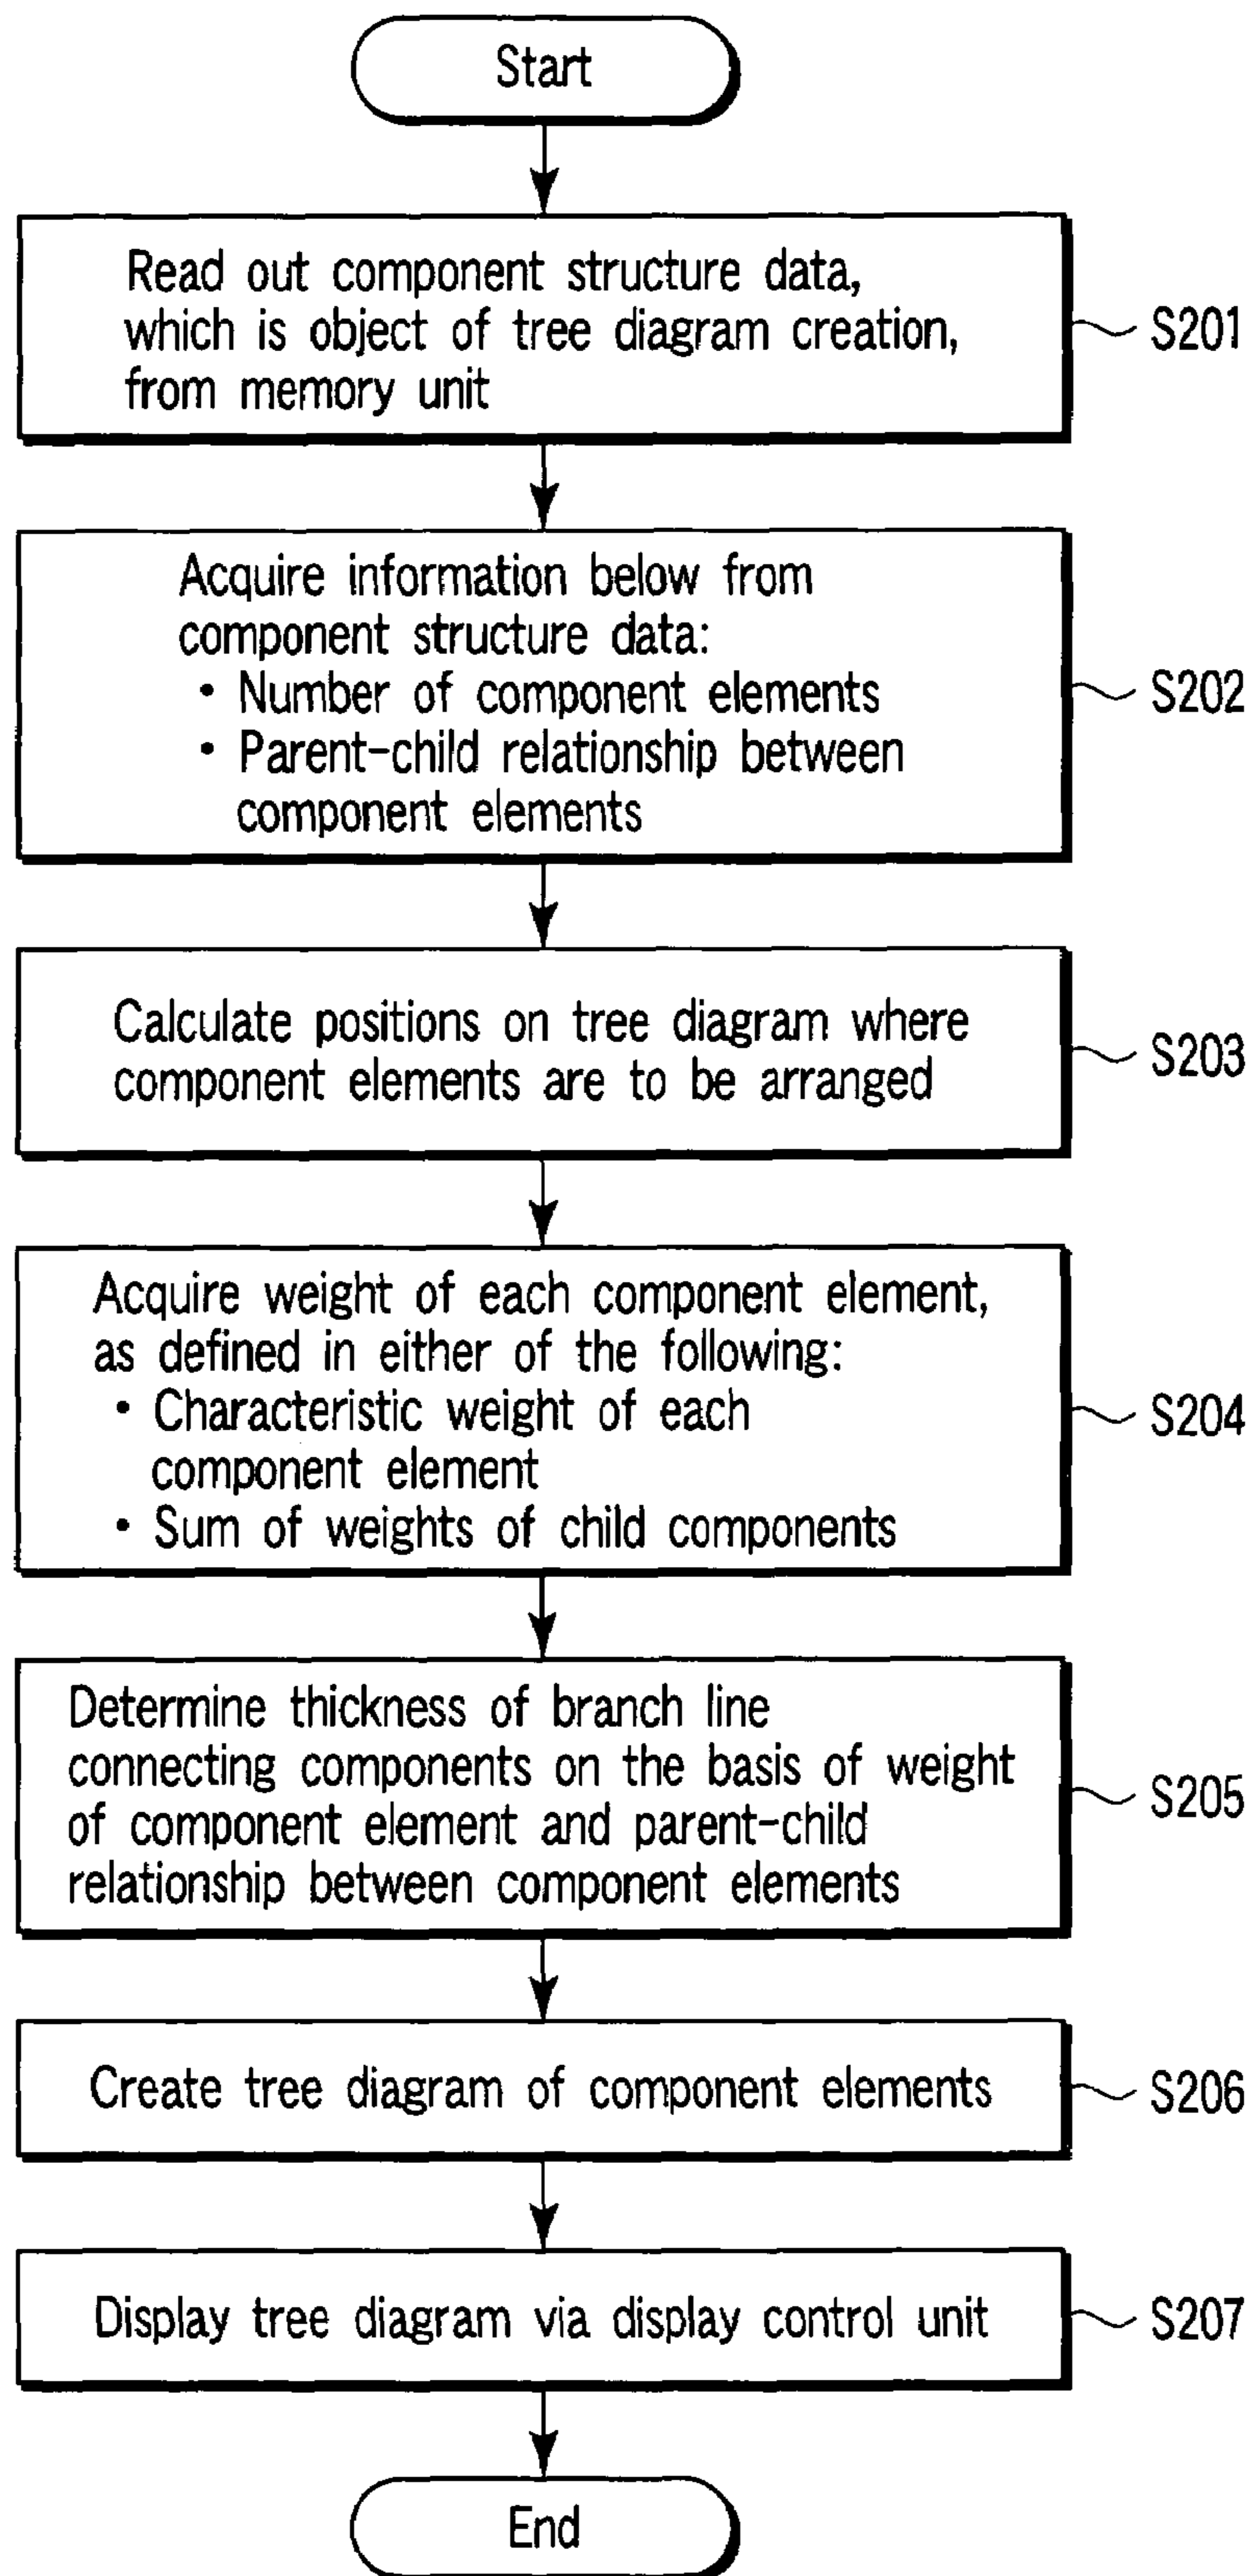 Start
Read out component structure data,
which is object of tree diagram creation,
from memory unit
S201
Acquire information below from
component structure data:
• Number of component elements
• Parent-child relationship between
component elements
S202
Calculate positions on tree diagram where
component elements are to be arranged
S203
Acquire weight of each component element,
as defined in either of the following:
• Characteristic weight of each
component element
• Sum of weights of child components
S204
Determine thickness of branch line
connecting components on the basis of weight
of component element and parent-child
relationship between component elements
S205
Create tree diagram of component elements
S206
Display tree diagram via display control unit
S207
End